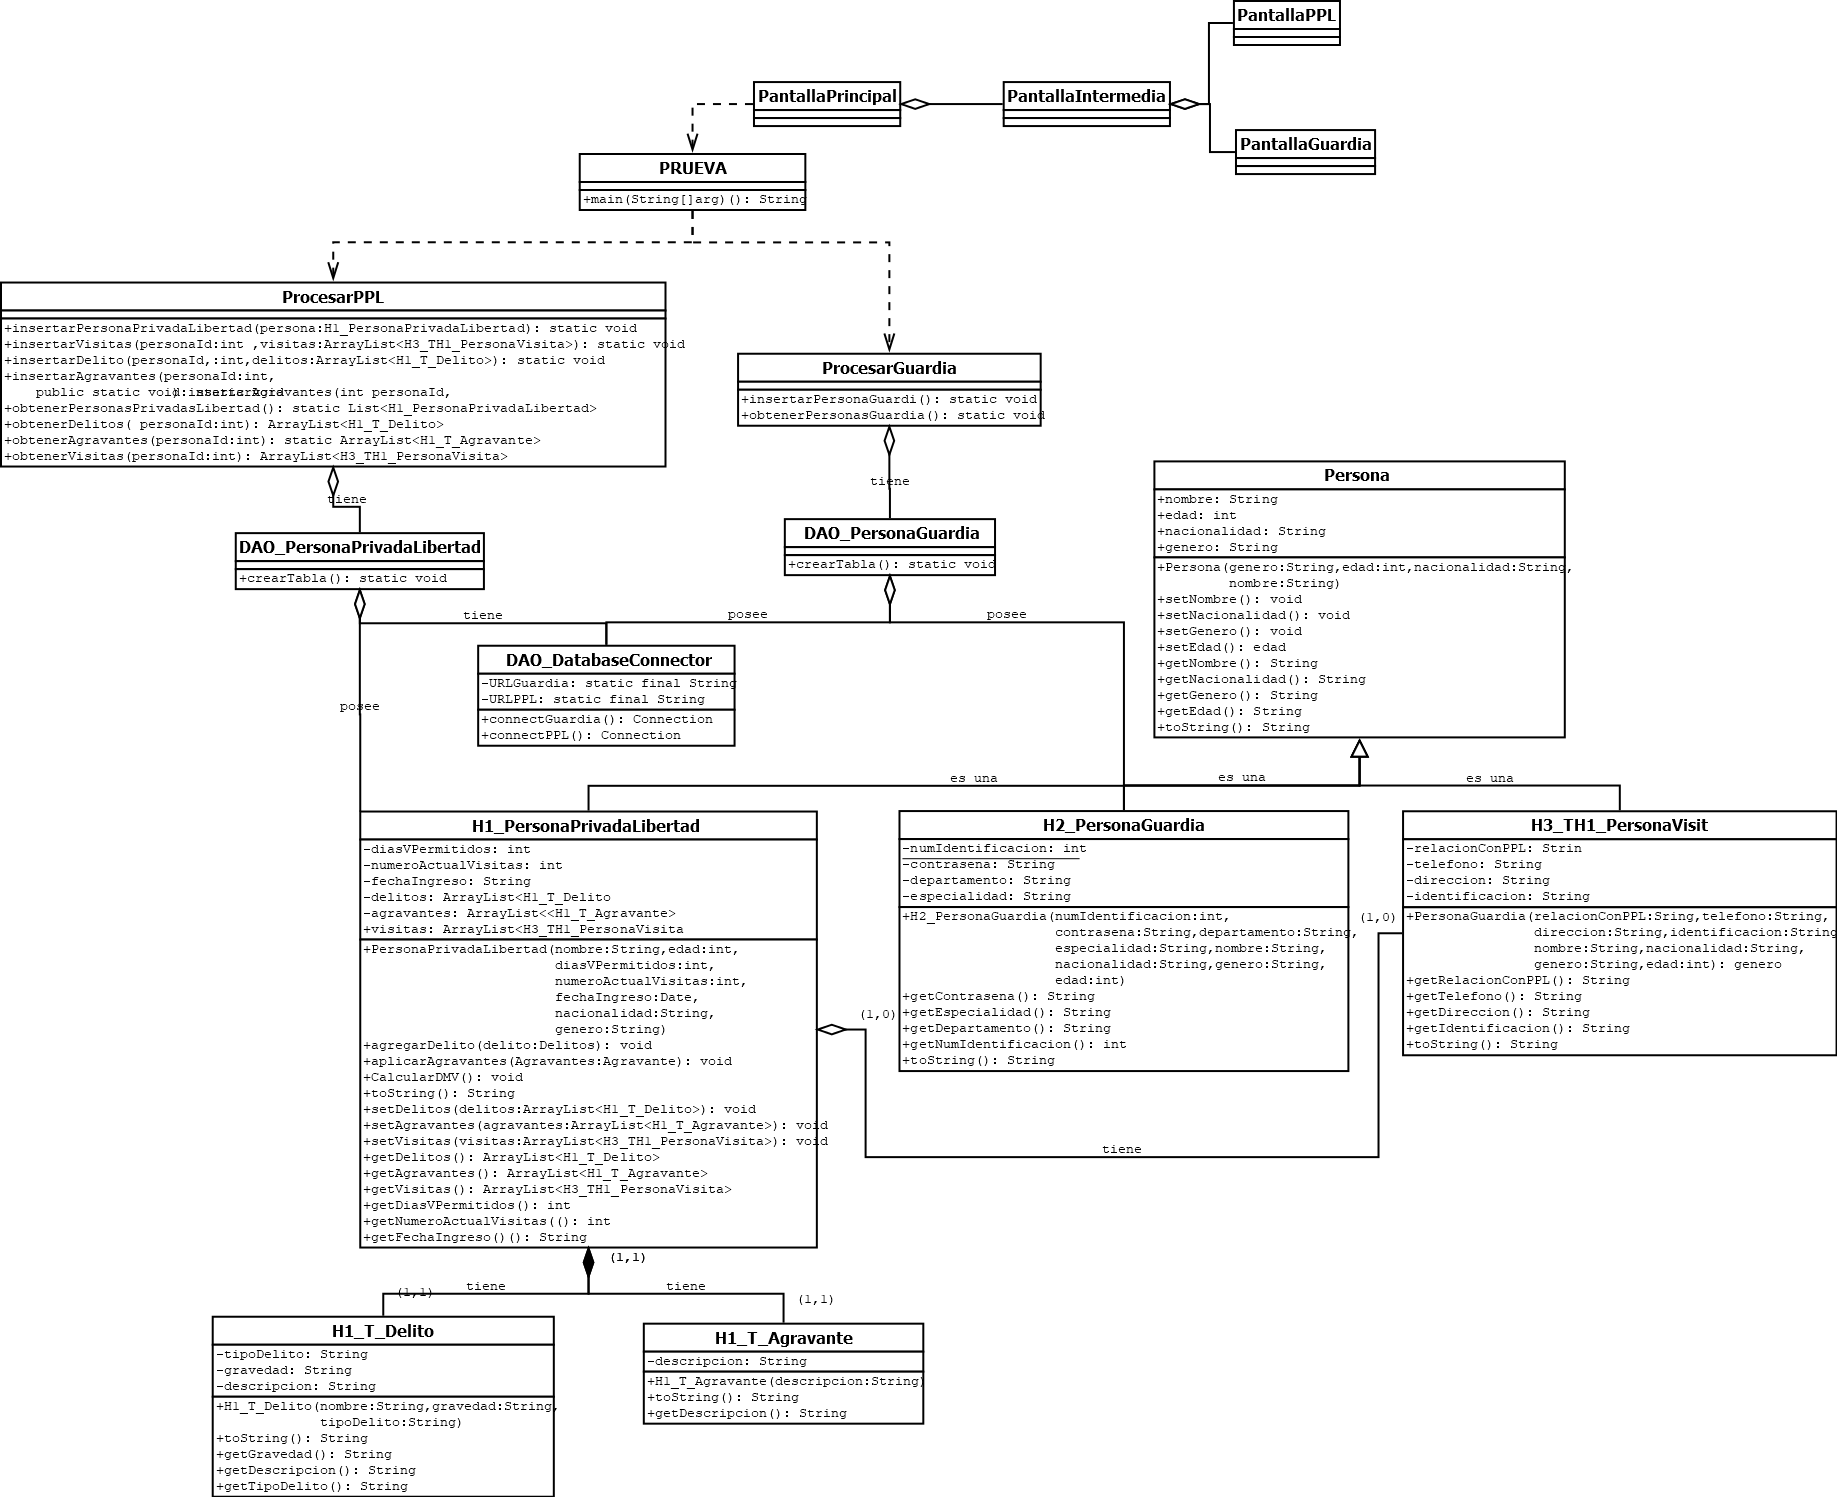 PantallaPPL
PantallaPrincipal
PantallaIntermedia
PantallaGuardia
PRUEVA
+main(String[]arg)(): String
ProcesarPPL
+insertarPersonaPrivadaLibertad(persona:H1_PersonaPrivadaLibertad): static void
+insertarVisitas(personaId:int ,visitas:ArrayList<H3_TH1_PersonaVisita>): static void
+insertarDelito(personaId,:int,delitos:ArrayList<H1_T_Delito>): static void
+insertarAgravantes(personaId:int,
public static void insertarAgravantes(int personaId,
+obtenerPersonasPrivadasLibertad(): static List<H1_PersonaPrivadaLibertad>
+obtenerDelitos( personaId:int): ArrayList<H1_T_Delito>
+obtenerAgravantes(personaId:int): static ArrayList<H1_T_Agravante>
+obtenerVisitas(personaId:int): ArrayList<H3_TH1_PersonaVisita>
ProcesarGuardia
+insertarPersonaGuardi(): static void
+obtenerPersonasGuardia(): static void
tiene
tiene
DAO_PersonaPrivadaLibertad
+crearTabla(): static void
DAO_PersonaGuardia
+crearTabla(): static void
Persona
+nombre: String
+edad: int
+nacionalidad: String
+genero: String
+Persona(genero:String,edad:int,nacionalidad:String,
nombre:String)
+setNombre(): void
+setNacionalidad(): void
+setGenero(): void
+setEdad(): edad
+getNombre(): String
+getNacionalidad(): String
+getGenero(): String
+getEdad(): String
+toString(): String
tiene
posee
posee
DAO_DatabaseConnector
-URLGuardia: static final String
-URLPPL: static final String
+connectGuardia(): Connection
+connectPPL(): Connection
posee
es una
es una
es una
H1_PersonaPrivadaLibertad
-diasVPermitidos: int
-numeroActualVisitas: int
-fechaIngreso: String
-delitos: ArrayList<H1_T_Delito
-agravantes: ArrayList<<H1_T_Agravante>
+visitas: ArrayList<H3_TH1_PersonaVisita
+PersonaPrivadaLibertad(nombre:String,edad:int,
diasVPermitidos:int,
numeroActualVisitas:int,
fechaIngreso:Date,
nacionalidad:String,
genero:String)
+agregarDelito(delito:Delitos): void
+aplicarAgravantes(Agravantes:Agravante): void
+CalcularDMV(): void
+toString(): String
+setDelitos(delitos:ArrayList<H1_T_Delito>): void
+setAgravantes(agravantes:ArrayList<H1_T_Agravante>): void
+setVisitas(visitas:ArrayList<H3_TH1_PersonaVisita>): void
+getDelitos(): ArrayList<H1_T_Delito>
+getAgravantes(): ArrayList<H1_T_Agravante>
+getVisitas(): ArrayList<H3_TH1_PersonaVisita>
+getDiasVPermitidos(): int
+getNumeroActualVisitas((): int
+getFechaIngreso()(): String
H2_PersonaGuardia
-numIdentificacion: int
-contrasena: String
-departamento: String
-especialidad: String
+H2_PersonaGuardia(numIdentificacion:int,
contrasena:String,departamento:String,
especialidad:String,nombre:String,
nacionalidad:String,genero:String,
edad:int)
+getContrasena(): String
+getEspecialidad(): String
+getDepartamento(): String
+getNumIdentificacion(): int
+toString(): String
H3_TH1_PersonaVisit
-relacionConPPL: Strin
-telefono: String
-direccion: String
-identificacion: String
+PersonaGuardia(relacionConPPL:Sring,telefono:String,
direccion:String,identificacion:String
nombre:String,nacionalidad:String,
genero:String,edad:int): genero
+getRelacionConPPL(): String
+getTelefono(): String
+getDireccion(): String
+getIdentificacion(): String
+toString(): String
(1,0)
(1,0)
tiene
(1,1)
tiene
tiene
(1,1)
(1,1)
H1_T_Delito
-tipoDelito: String
-gravedad: String
-descripcion: String
+H1_T_Delito(nombre:String,gravedad:String,
tipoDelito:String)
+toString(): String
+getGravedad(): String
+getDescripcion(): String
+getTipoDelito(): String
H1_T_Agravante
-descripcion: String
+H1_T_Agravante(descripcion:String)
+toString(): String
+getDescripcion(): String